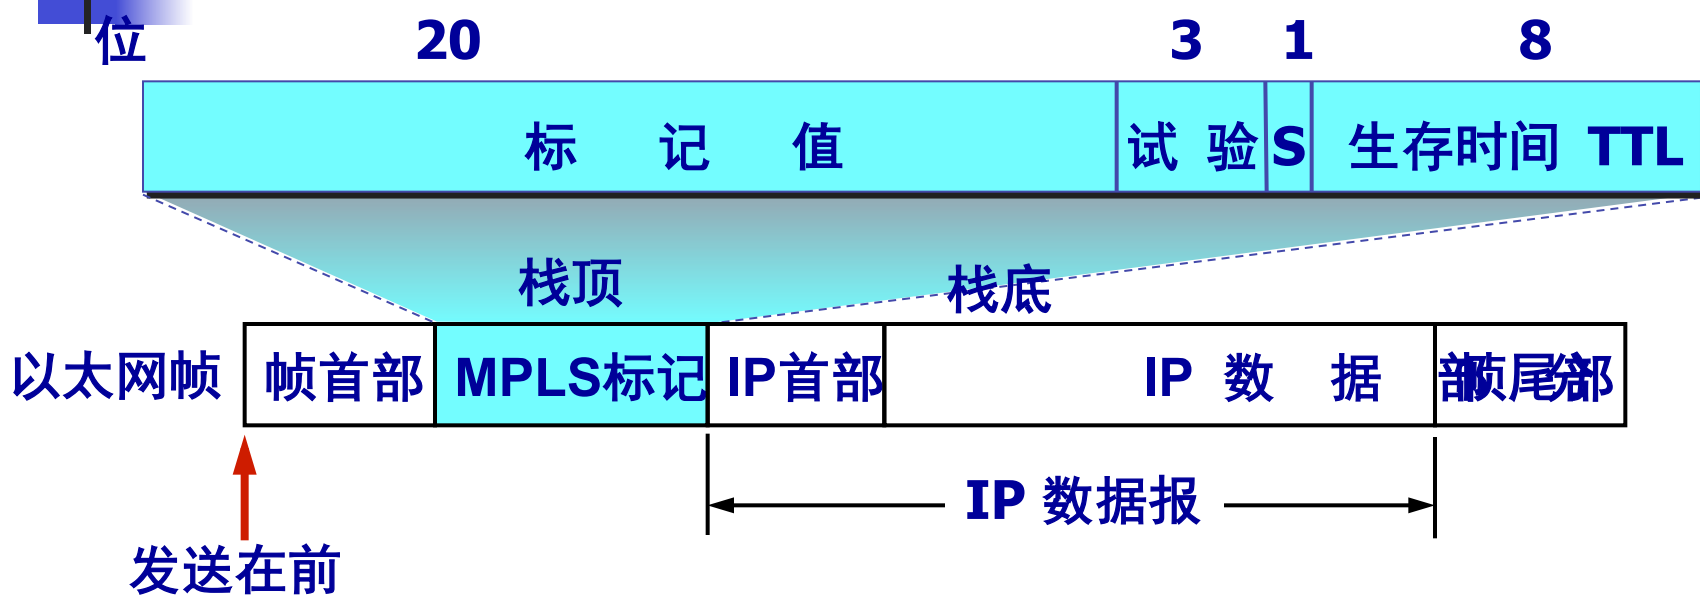 位 20 3 1 8
标 记 值 试 验 S 生存时间 TTL
栈顶 栈底
以太网帧 帧首部 MPLS标记 IP首部 IP 数 据 部 分 帧尾部
IP 数据报
发送在前